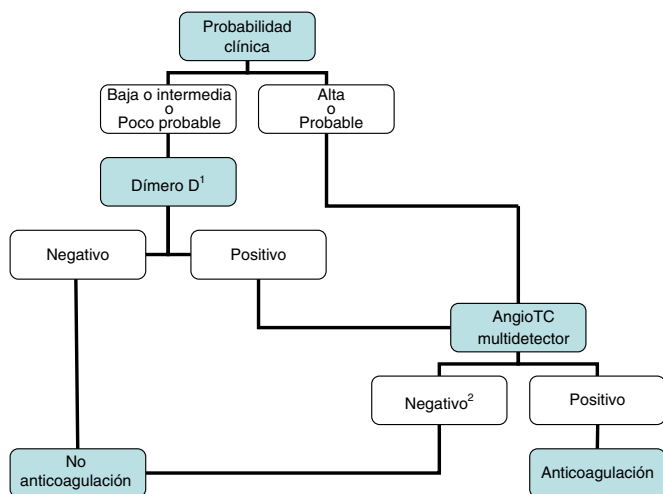 Probabilidad
clínica
Baja o intermedia
o
Poco probable
Alta
o
Probable
Dímero D¹
Negativo
Positivo
AngioTC
multidetector
Negativo²
Positivo
No
anticoagulación
Anticoagulación